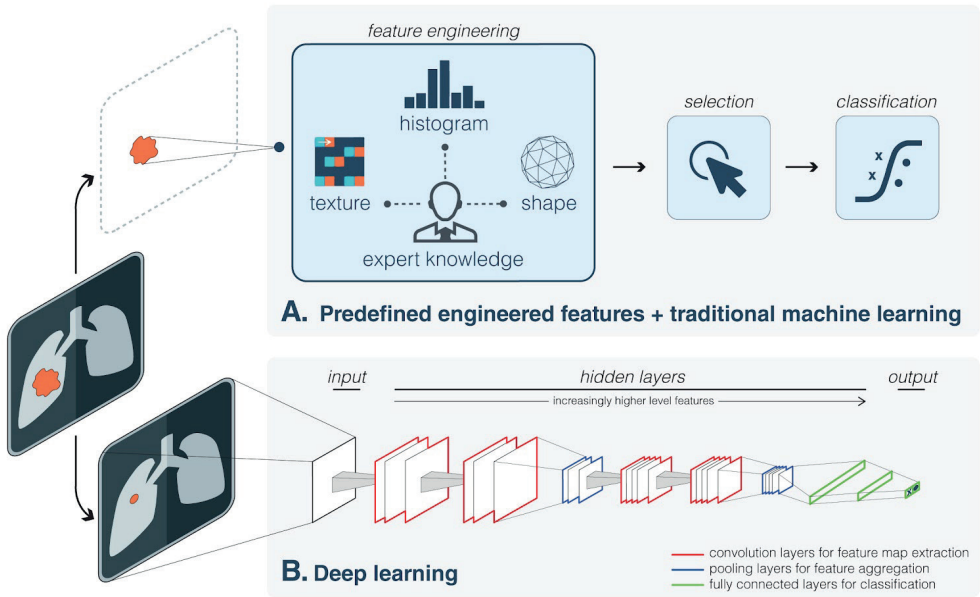 feature engineering
histogram
texture
shape
expert knowledge
selection
classification
A. Predefined engineered features + traditional machine learning
input
hidden layers
output
increasingly higher level features
B. Deep learning
convolution layers for feature map extraction
pooling layers for feature aggregation
fully connected layers for classification